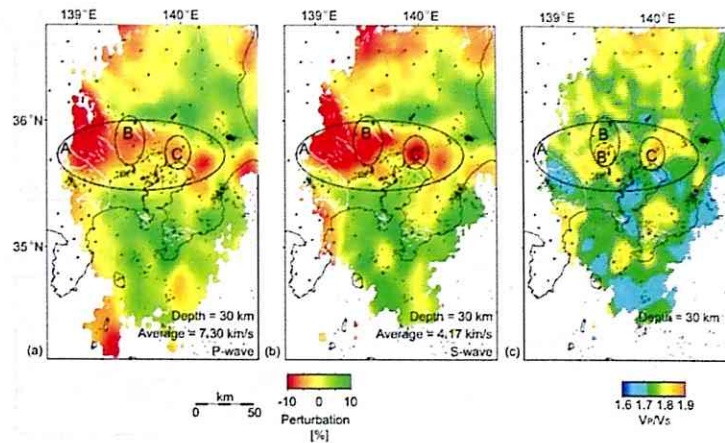 139°E 140°E
139°E 140°E
139°E 140°E
36°N
35°N
A
B
C
Depth = 30 km
Average = 7.30 km/s
(a)
P-wave
A
B
C
Depth = 30 km
Average = 4.17 km/s
(b)
S-wave
A
B
B'
C
Depth = 30 km
(c)
km
0 50
-10 0 10
Perturbation
[%]
1.6 1.7 1.8 1.9
VP/VS